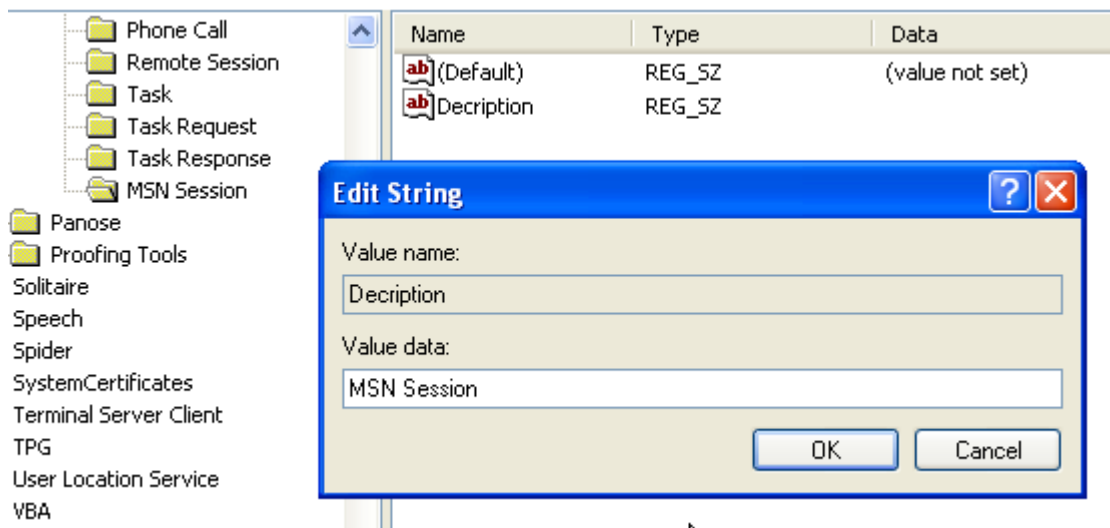 Phone Call
Remote Session
Task
Task Request
Task Response
MSN Session
Panose
Proofing Tools
Solitaire
Speech
Spider
SystemCertificates
Terminal Server Client
TPG
User Location Service
VBA
Name Type Data
ab (Default) REG_SZ (value not set)
ab Decription REG_SZ
Edit String
Value name:
Decription
Value data:
MSN Session
OK Cancel